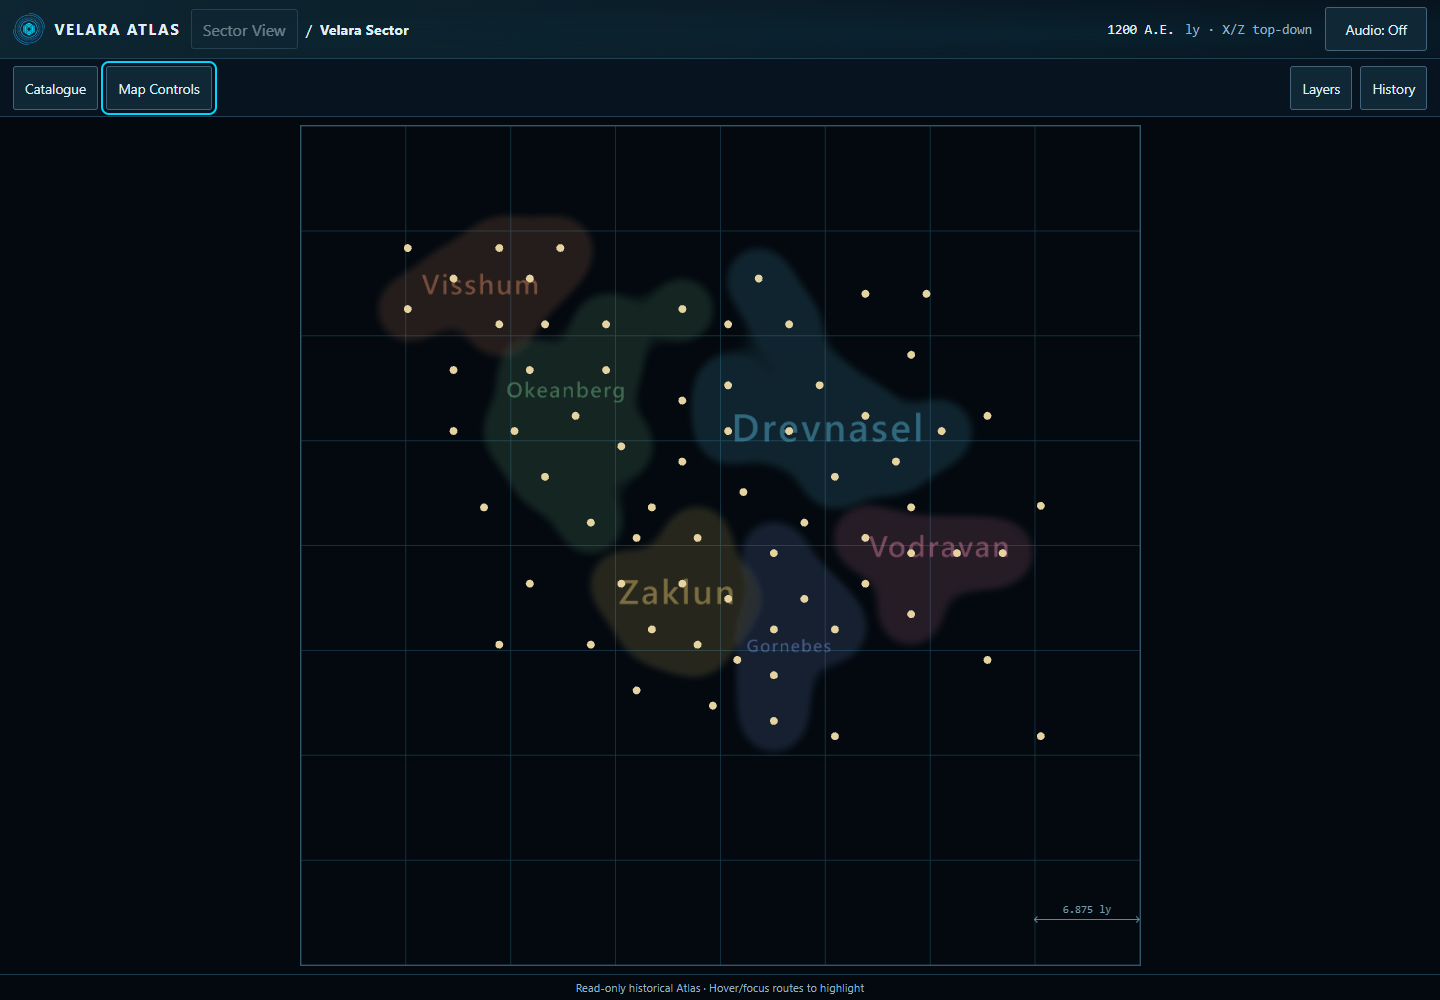 VELARA ATLAS Sector View / Velara Sector 1200 A.E. ly · X/Z top-down Audio: Off
Catalogue Map Controls Layers History
Visshum
Okeanberg
Drevnasel
Vodravan
Zaklun
Gornebes
6.875 ly
Read-only historical Atlas · Hover/focus routes to highlight